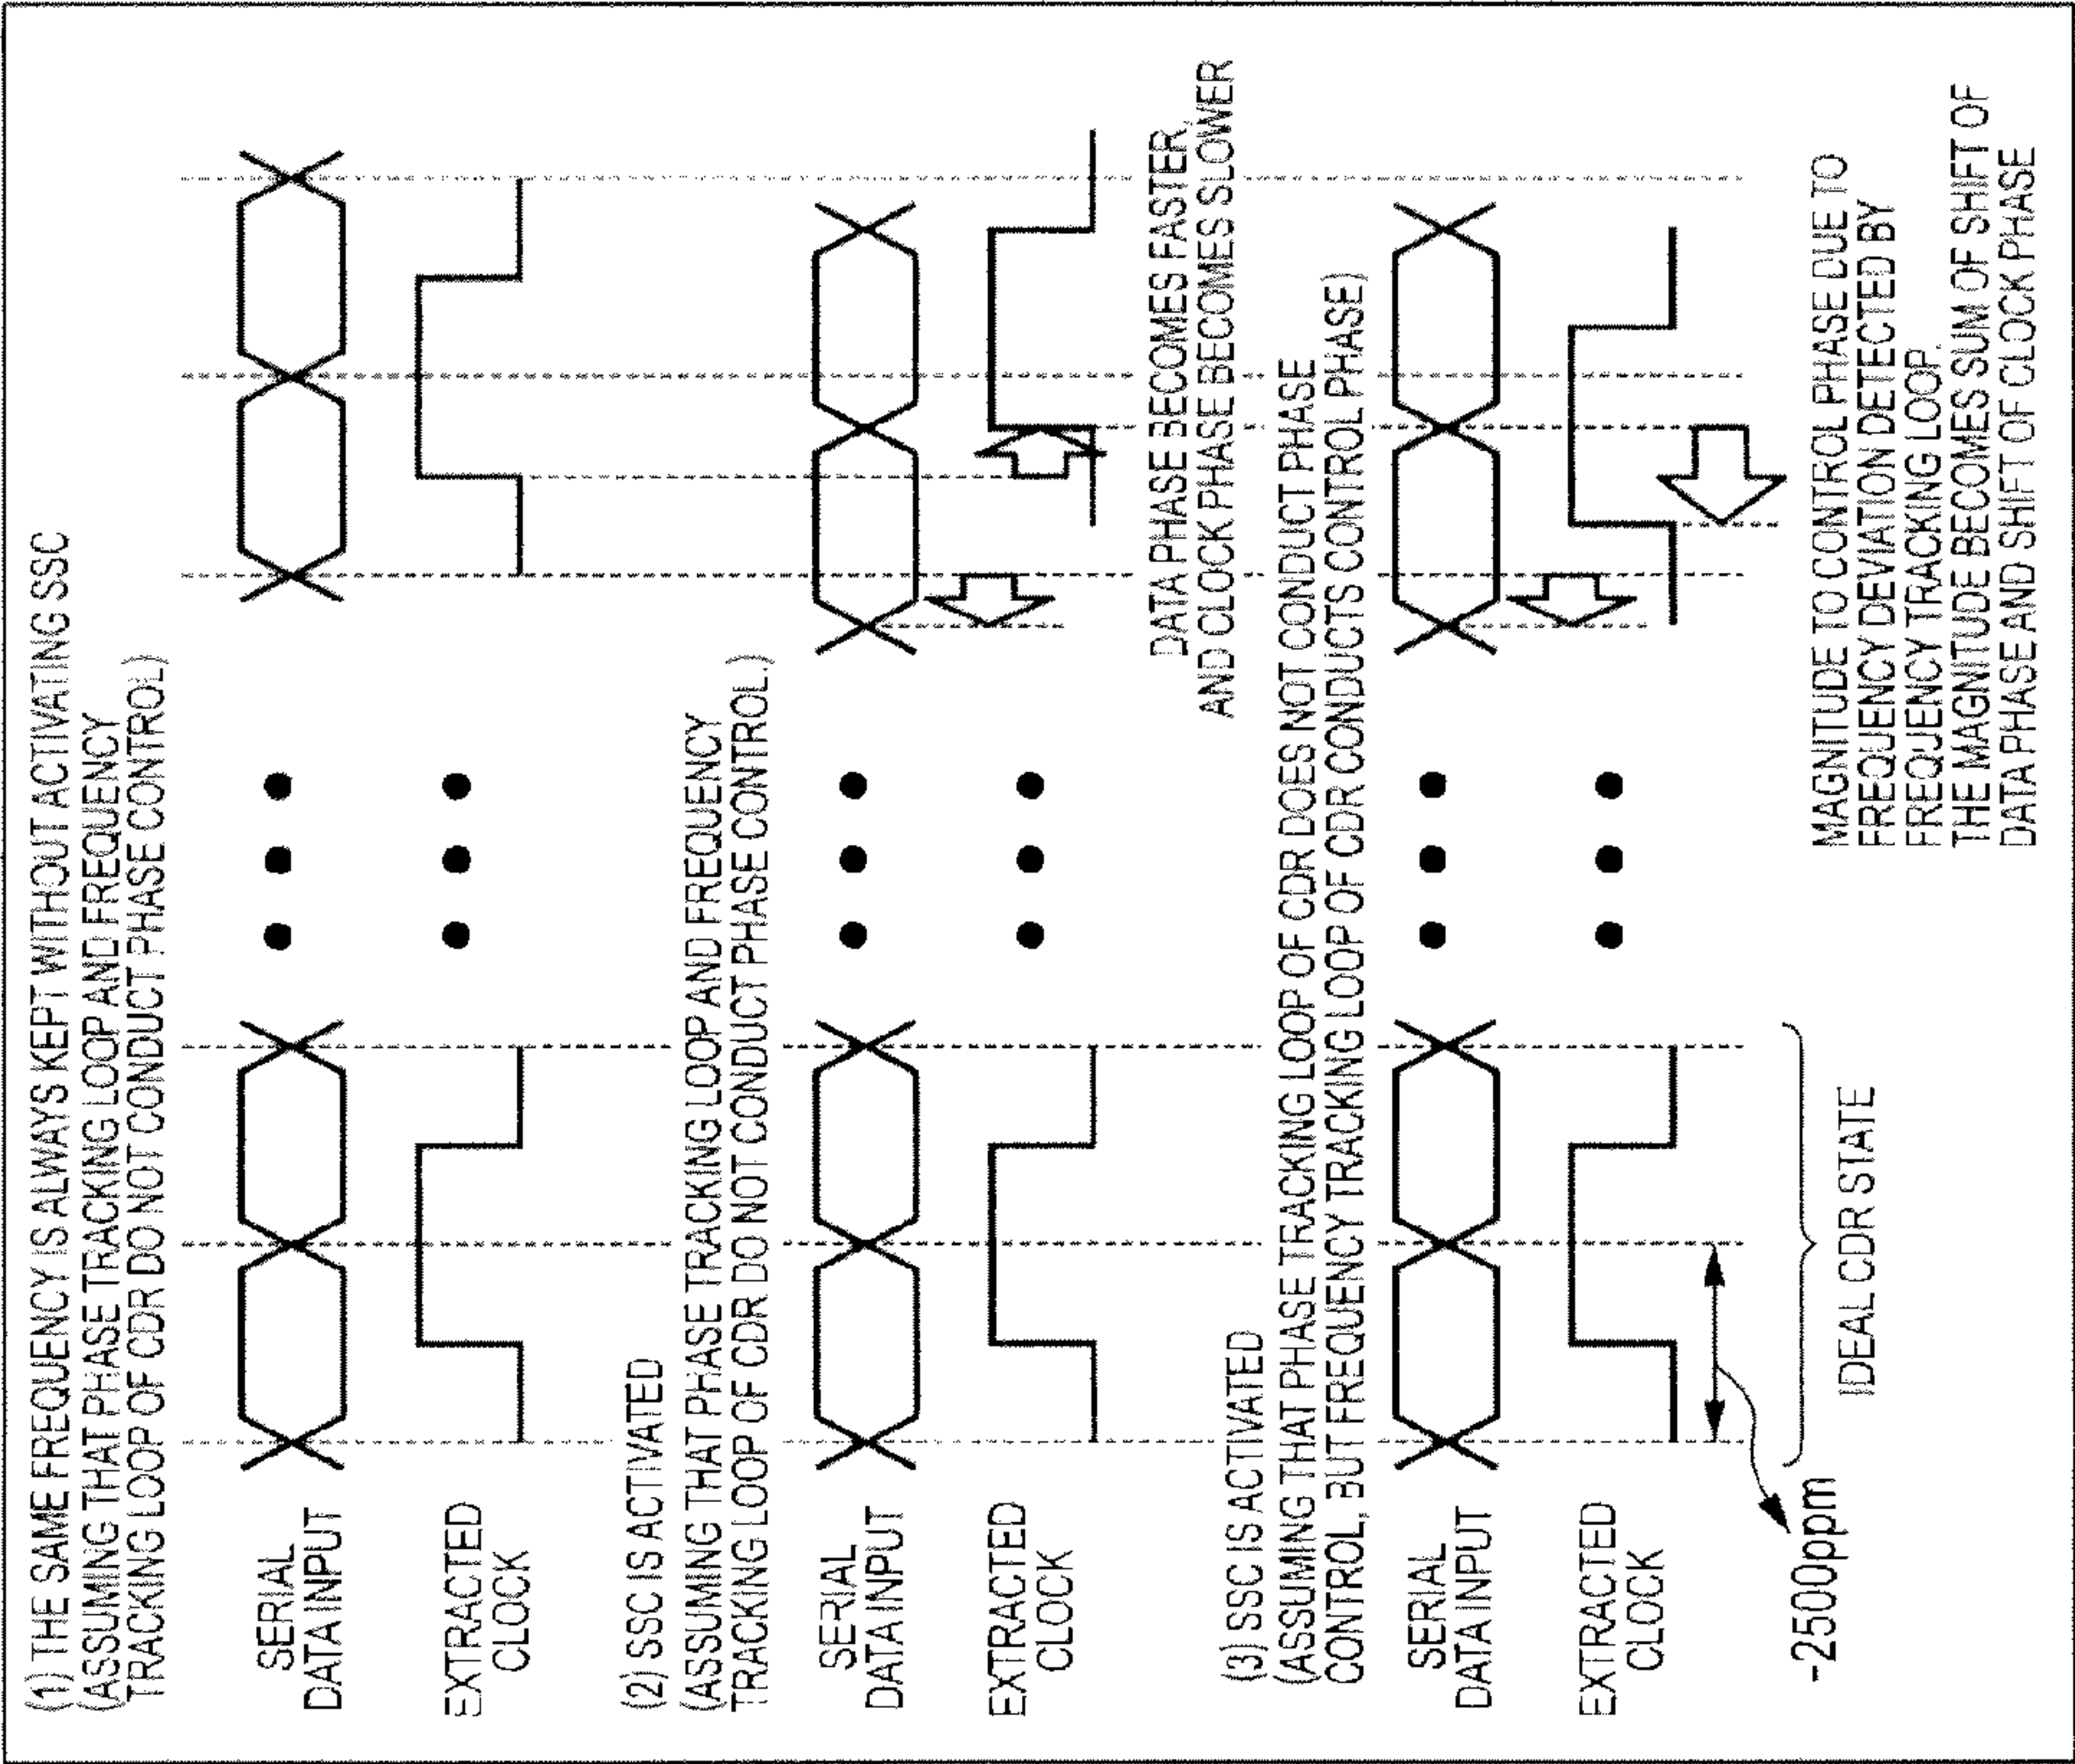 (1) THE SAME FREQUENCY IS ALWAYS KEPT WITHOUT ACTIVATING SSC
(ASSUMING THAT PHASE TRACKING LOOP AND FREQUENCY
TRACKING LOOP OF CDR DO NOT CONDUCT PHASE CONTROL)
SERIAL
DATA INPUT
EXTRACTED
CLOCK
(2) SSC IS ACTIVATED
(ASSUMING THAT PHASE TRACKING LOOP AND FREQUENCY
TRACKING LOOP OF CDR DO NOT CONDUCT PHASE CONTROL)
SERIAL
DATA INPUT
EXTRACTED
CLOCK
DATA PHASE BECOMES FASTER,
AND CLOCK PHASE BECOMES SLOWER
(3) SSC IS ACTIVATED
(ASSUMING THAT PHASE TRACKING LOOP OF CDR DOES NOT CONDUCT PHASE
CONTROL, BUT FREQUENCY TRACKING LOOP OF CDR CONDUCTS CONTROL PHASE)
SERIAL
DATA INPUT
EXTRACTED
CLOCK
-2500ppm
IDEAL CDR STATE
MAGNITUDE TO CONTROL PHASE DUE TO
FREQUENCY DEVIATION DETECTED BY
FREQUENCY TRACKING LOOP.
THE MAGNITUDE BECOMES SUM OF SHIFT OF
DATA PHASE AND SHIFT OF CLOCK PHASE